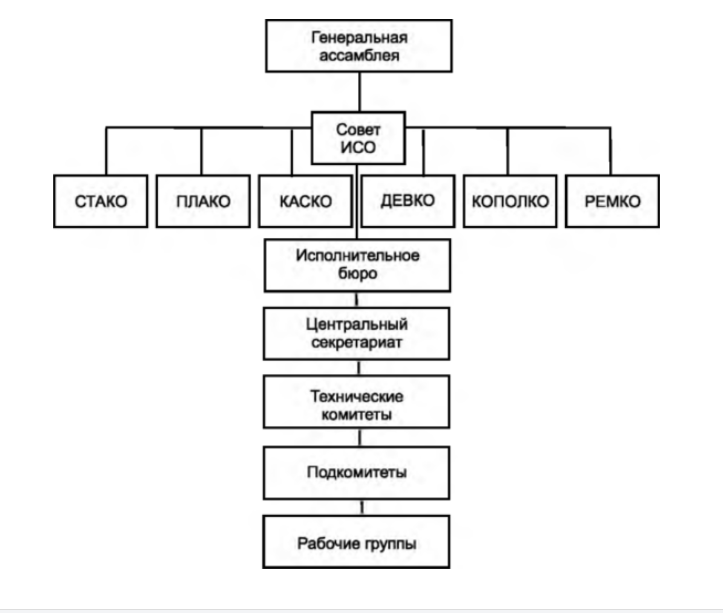 Генеральная
ассамблея
Совет
ИСО
СТАКО
ПЛАКО
КАСКО
ДЕВКО
КОПОЛКО
РЕМКО
Исполнительное
бюро
Центральный
секретариат
Технические
комитеты
Подкомитеты
Рабочие группы